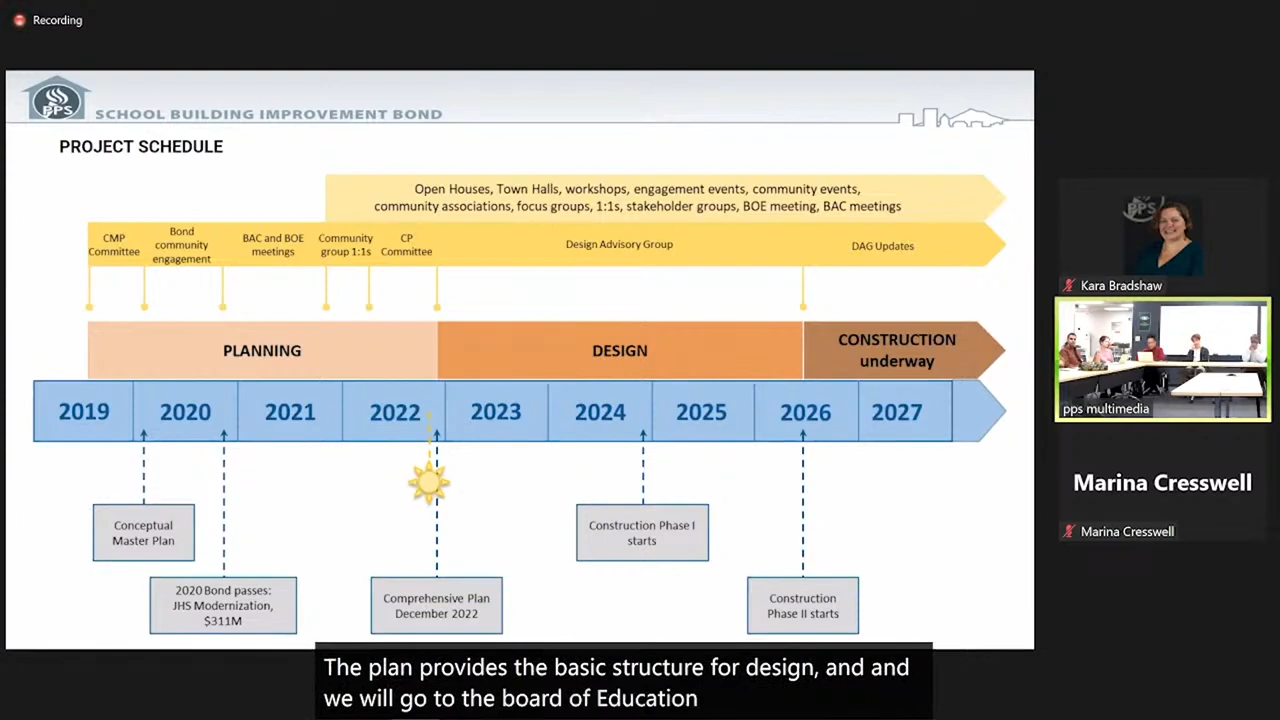 Recording
BPS
SCHOOL BUILDING IMPROVEMENT BOND
PROJECT SCHEDULE
Open Houses, Town Halls, workshops, engagement events, community events,
community associations, focus groups, 1:1s, stakeholder groups, BOE meeting, BAC meetings
CMP
Committee
Bond
community
engagement
BAC and BOE
meetings
Community
group 1:1s
CP
Committee
Design Advisory Group
DAG Updates
PLANNING
DESIGN
CONSTRUCTION
underway
2019
2020
2021
2022
2023
2024
2025
2026
2027
Conceptual
Master Plan
2020 Bond passes:
JHS Modernization,
$311M
Comprehensive Plan
December 2022
Construction Phase I
starts
Construction
Phase II starts
BPS
Kara Bradshaw
pps multimedia
Marina Cresswell
Marina Cresswell
The plan provides the basic structure for design, and and
we will go to the board of Education